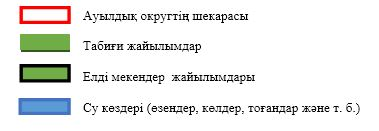 Ауылдық округтің шекарасы
Табиғи жайылымдар
Елді мекендер жайылымдары
Су көздері (өзендер, көлдер, тоғандар және т. б.)